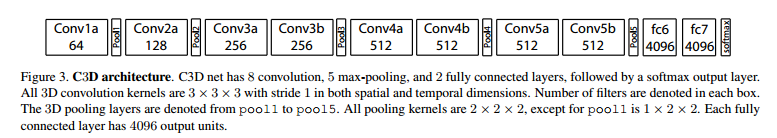 Conv1a Pool1 Conv2a Pool2 Conv3a Conv3b Pool3 Conv4a Conv4b Pool4 Conv5a Conv5b Pool5 fc6 fc7 softmax
64 128 256 256 512 512 512 512 4096 4096
Figure 3. C3D architecture. C3D net has 8 convolution, 5 max-pooling, and 2 fully connected layers, followed by a softmax output layer.
All 3D convolution kernels are 3 × 3 × 3 with stride 1 in both spatial and temporal dimensions. Number of filters are denoted in each box.
The 3D pooling layers are denoted from pool1 to pool5. All pooling kernels are 2 × 2 × 2, except for pool1 is 1 × 2 × 2. Each fully
connected layer has 4096 output units.